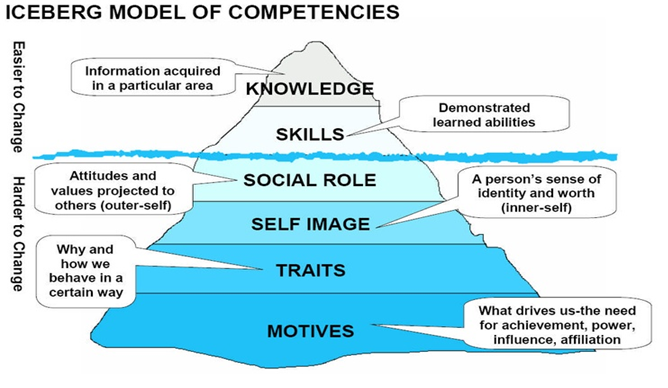 ICEBERG MODEL OF COMPETENCIES
Easier to Change
Information acquired
in a particular area
KNOWLEDGE
Demonstrated
learned abilities
SKILLS
Harder to Change
Attitudes and
values projected to
others (outer-self)
SOCIAL ROLE
A person's sense of
identity and worth
(inner-self)
SELF IMAGE
Why and
how we
behave in a
certain way
TRAITS
What drives us-the need
for achievement, power,
influence, affiliation
MOTIVES